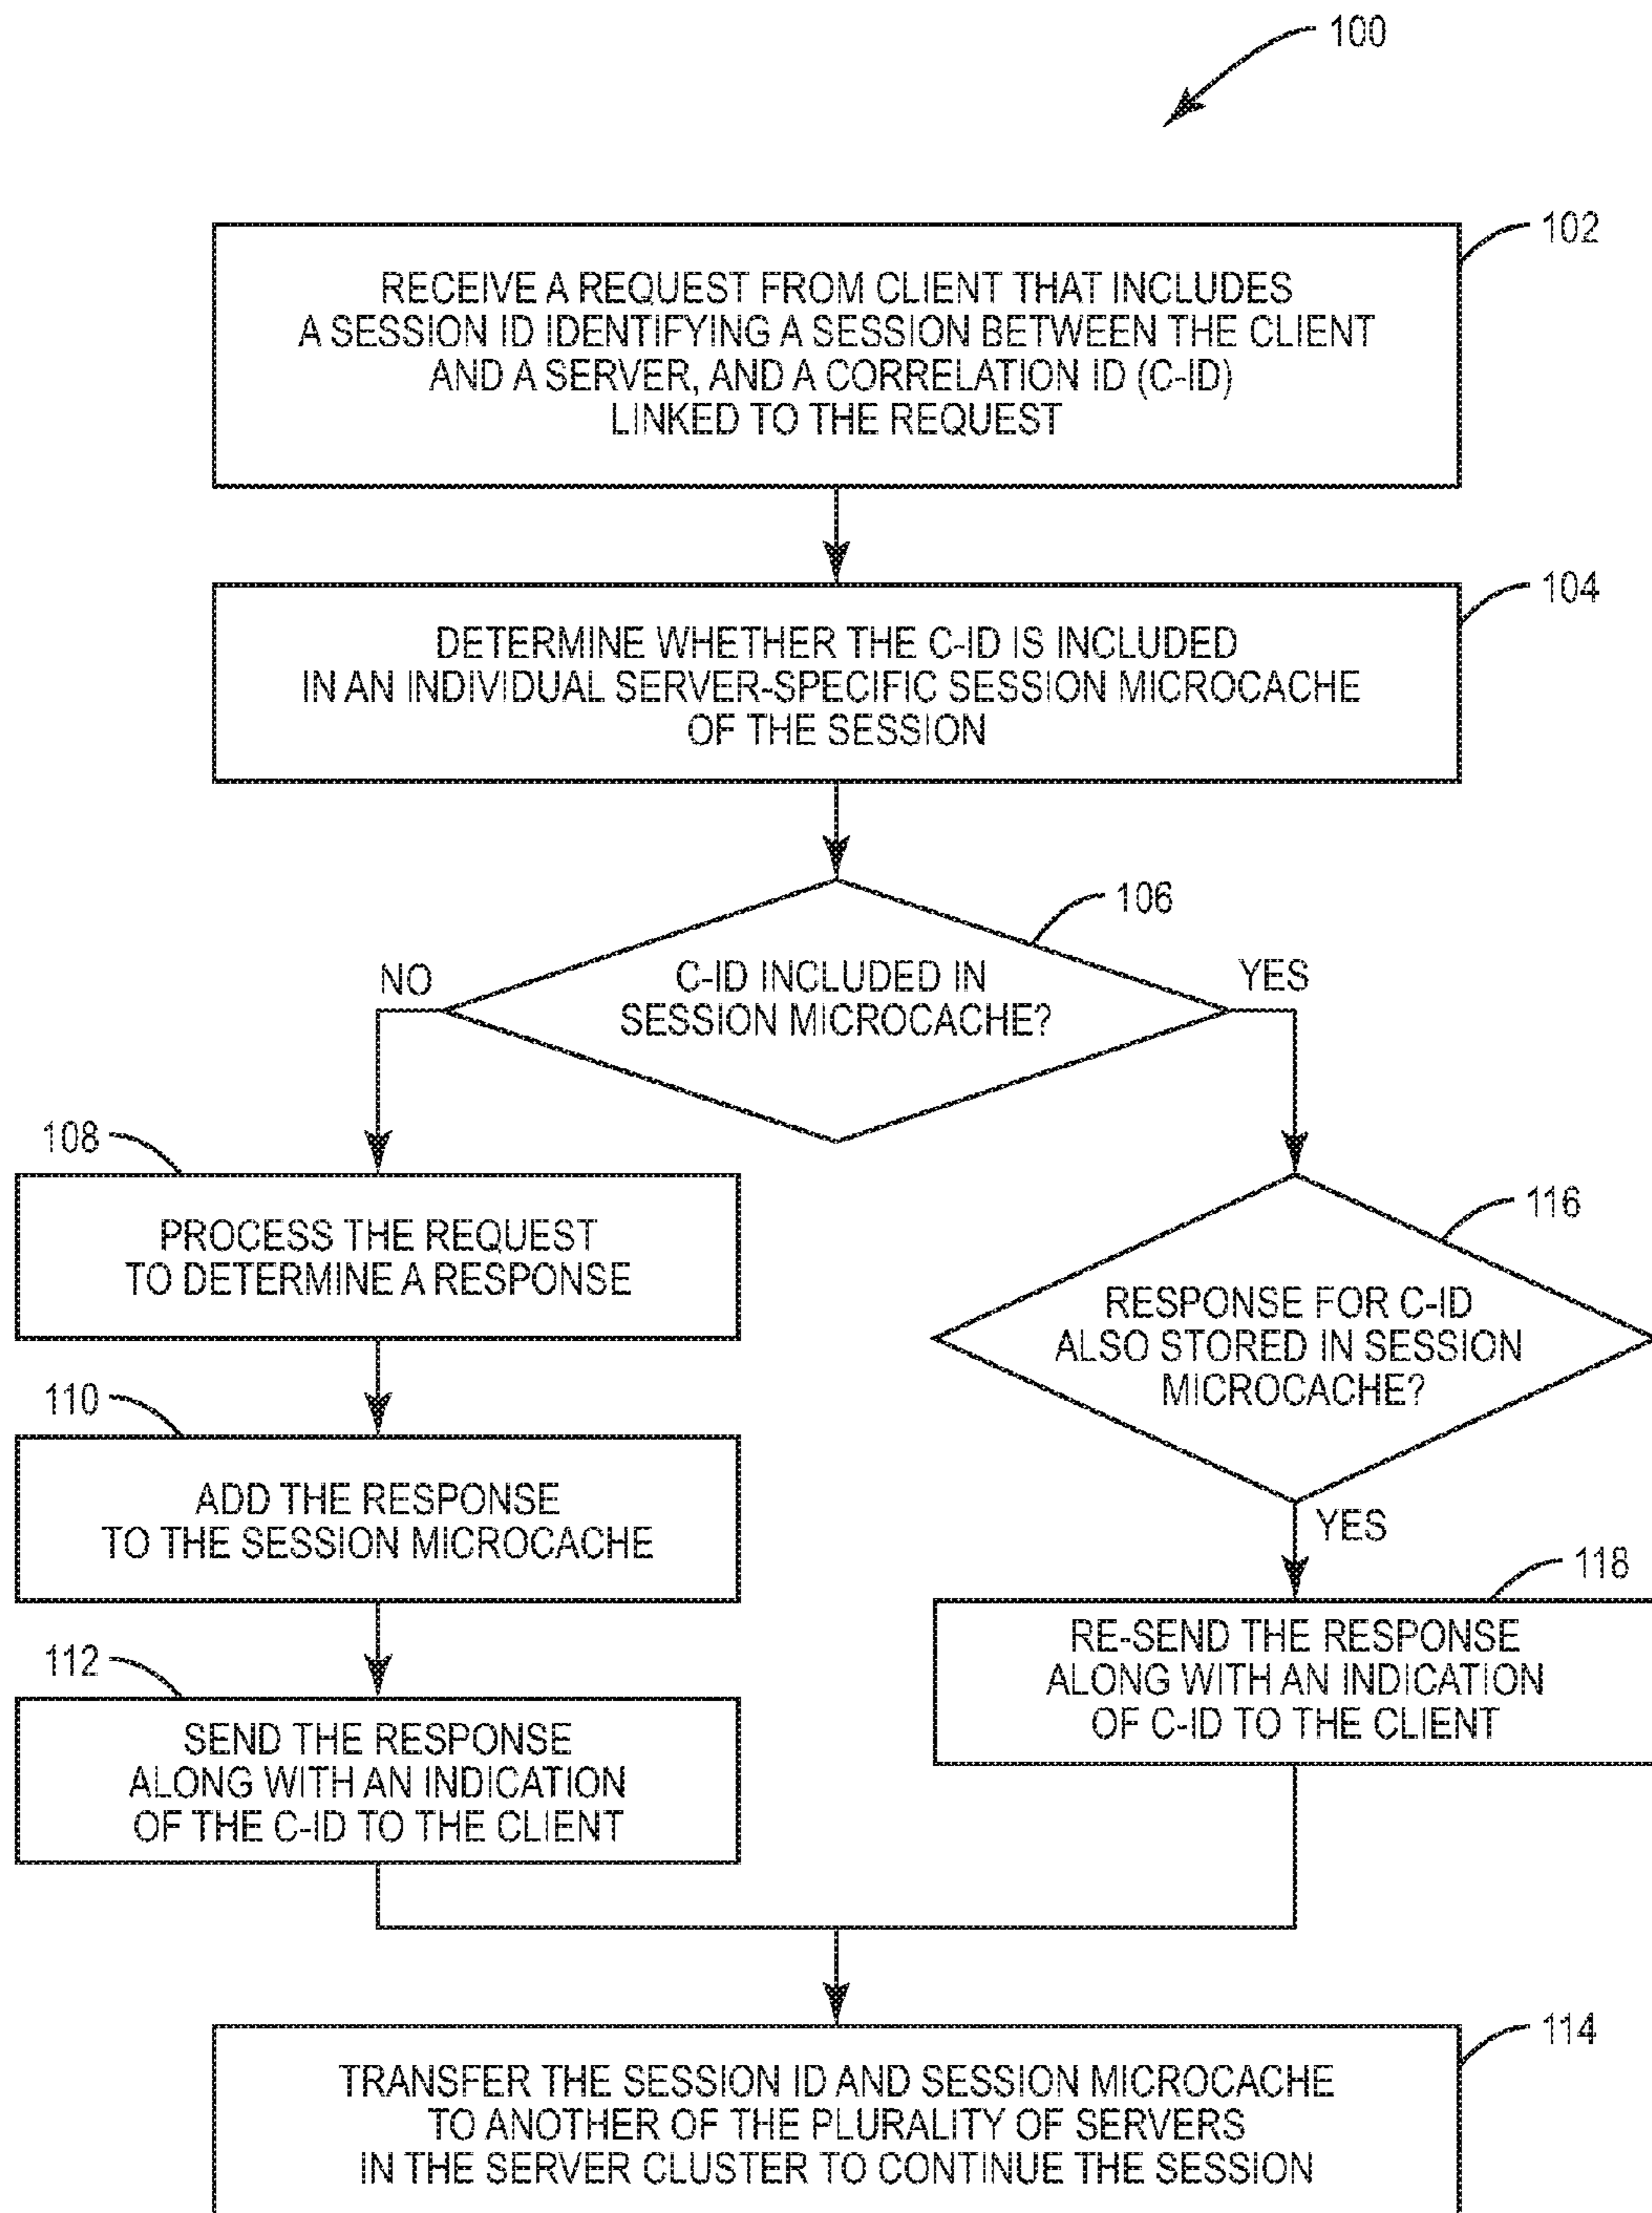 100
102
RECEIVE A REQUEST FROM CLIENT THAT INCLUDES
A SESSION ID IDENTIFYING A SESSION BETWEEN THE CLIENT
AND A SERVER, AND A CORRELATION ID (C-ID)
LINKED TO THE REQUEST
104
DETERMINE WHETHER THE C-ID IS INCLUDED
IN AN INDIVIDUAL SERVER-SPECIFIC SESSION MICROCACHE
OF THE SESSION
106
C-ID INCLUDED IN
SESSION MICROCACHE?
NO
YES
108
PROCESS THE REQUEST
TO DETERMINE A RESPONSE
110
ADD THE RESPONSE
TO THE SESSION MICROCACHE
112
SEND THE RESPONSE
ALONG WITH AN INDICATION
OF THE C-ID TO THE CLIENT
116
RESPONSE FOR C-ID
ALSO STORED IN SESSION
MICROCACHE?
YES
118
RE-SEND THE RESPONSE
ALONG WITH AN INDICATION
OF C-ID TO THE CLIENT
114
TRANSFER THE SESSION ID AND SESSION MICROCACHE
TO ANOTHER OF THE PLURALITY OF SERVERS
IN THE SERVER CLUSTER TO CONTINUE THE SESSION